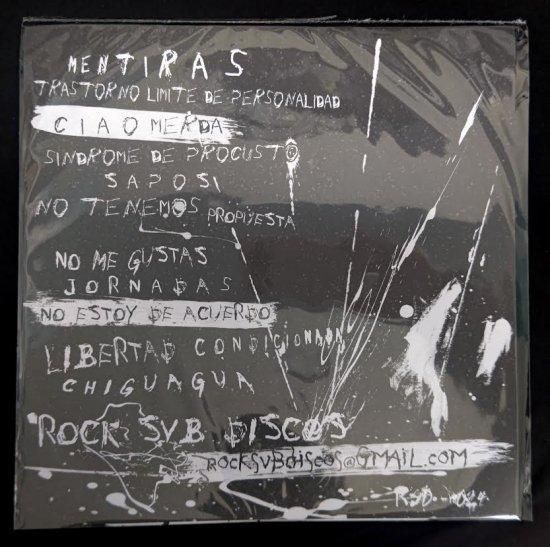 MENTIRAS
TRASTORNO LIMITE DE PERSONALIDAD
CIAO MERDA
SINDROME DE PROCUSTO
SAPOSI
NO TENEMOS PROPUESTA
NO ME GUSTAS
JORNADAS
NO ESTOY DE ACUERDO
LIBERTAD CONDICIONADA
CHIGUAGUA
ROCK SVB DISCOS
ROCKSVBDISCOS@GMAIL.COM